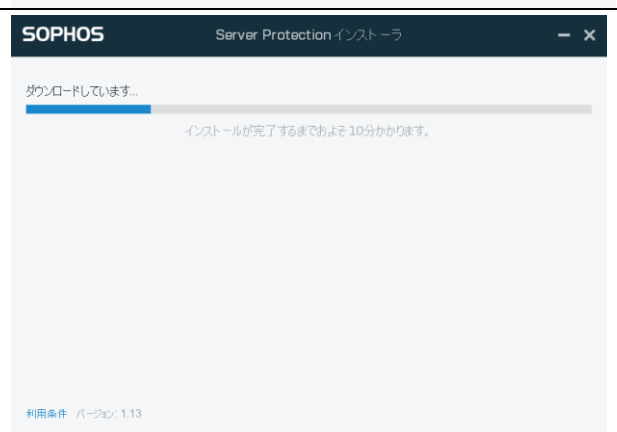 SOPHOS Server Protection インストーラ
ダウンロードしています...
インストールが完了するまでおよそ10分かかります。
利用条件 バージョン: 1.13